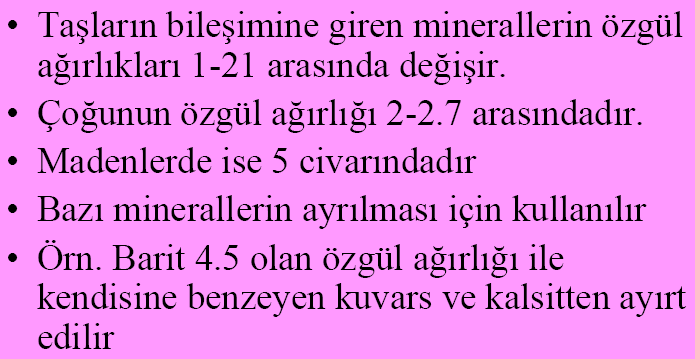 • Taşların bileşimine giren minerallerin özgül
ağırlıkları 1-21 arasında değişir.
• Çoğunun özgül ağırlığı 2-2.7 arasındadır.
• Madenlerde ise 5 civarındadır
• Bazı minerallerin ayrılması için kullanılır
• Örn. Barit 4.5 olan özgül ağırlığı ile
kendisine benzeyen kuvars ve kalsitten ayırt
edilir